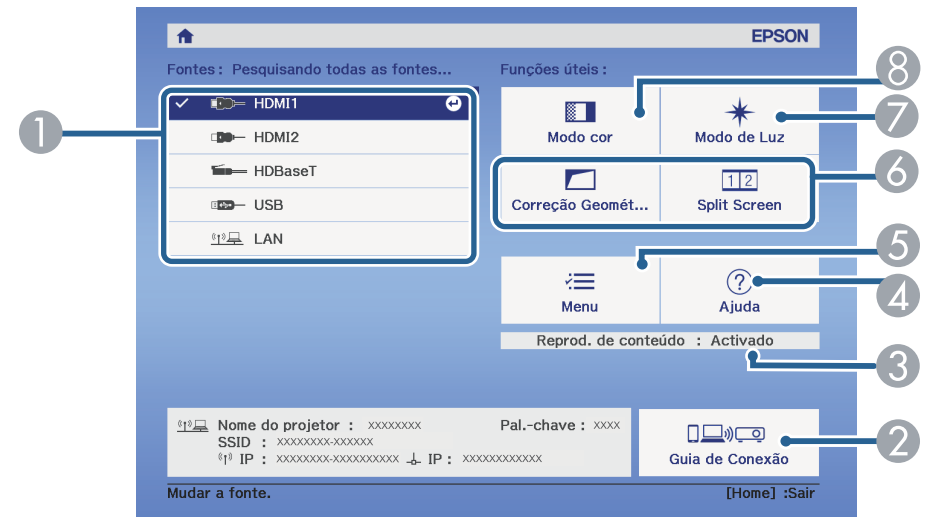 EPSON
Fontes : Pesquisando todas as fontes...
Funções úteis :
HDMI1
HDMI2
HDBaseT
USB
LAN
Modo cor
Modo de Luz
Correção Geomét...
Split Screen
1 2
Menu
Ajuda
?
Reprod. de conteúdo : Activado
Nome do projetor : xxxxxxxx
Pal.-chave : xxxx
SSID : xxxxxxxx-xxxxxx
IP : xxxxxxxx-xxxxxxxxxx IP : xxxxxxxxxxxx
Guia de Conexão
Mudar a fonte.
[Home] :Sair
1
8
7
6
5
4
3
2